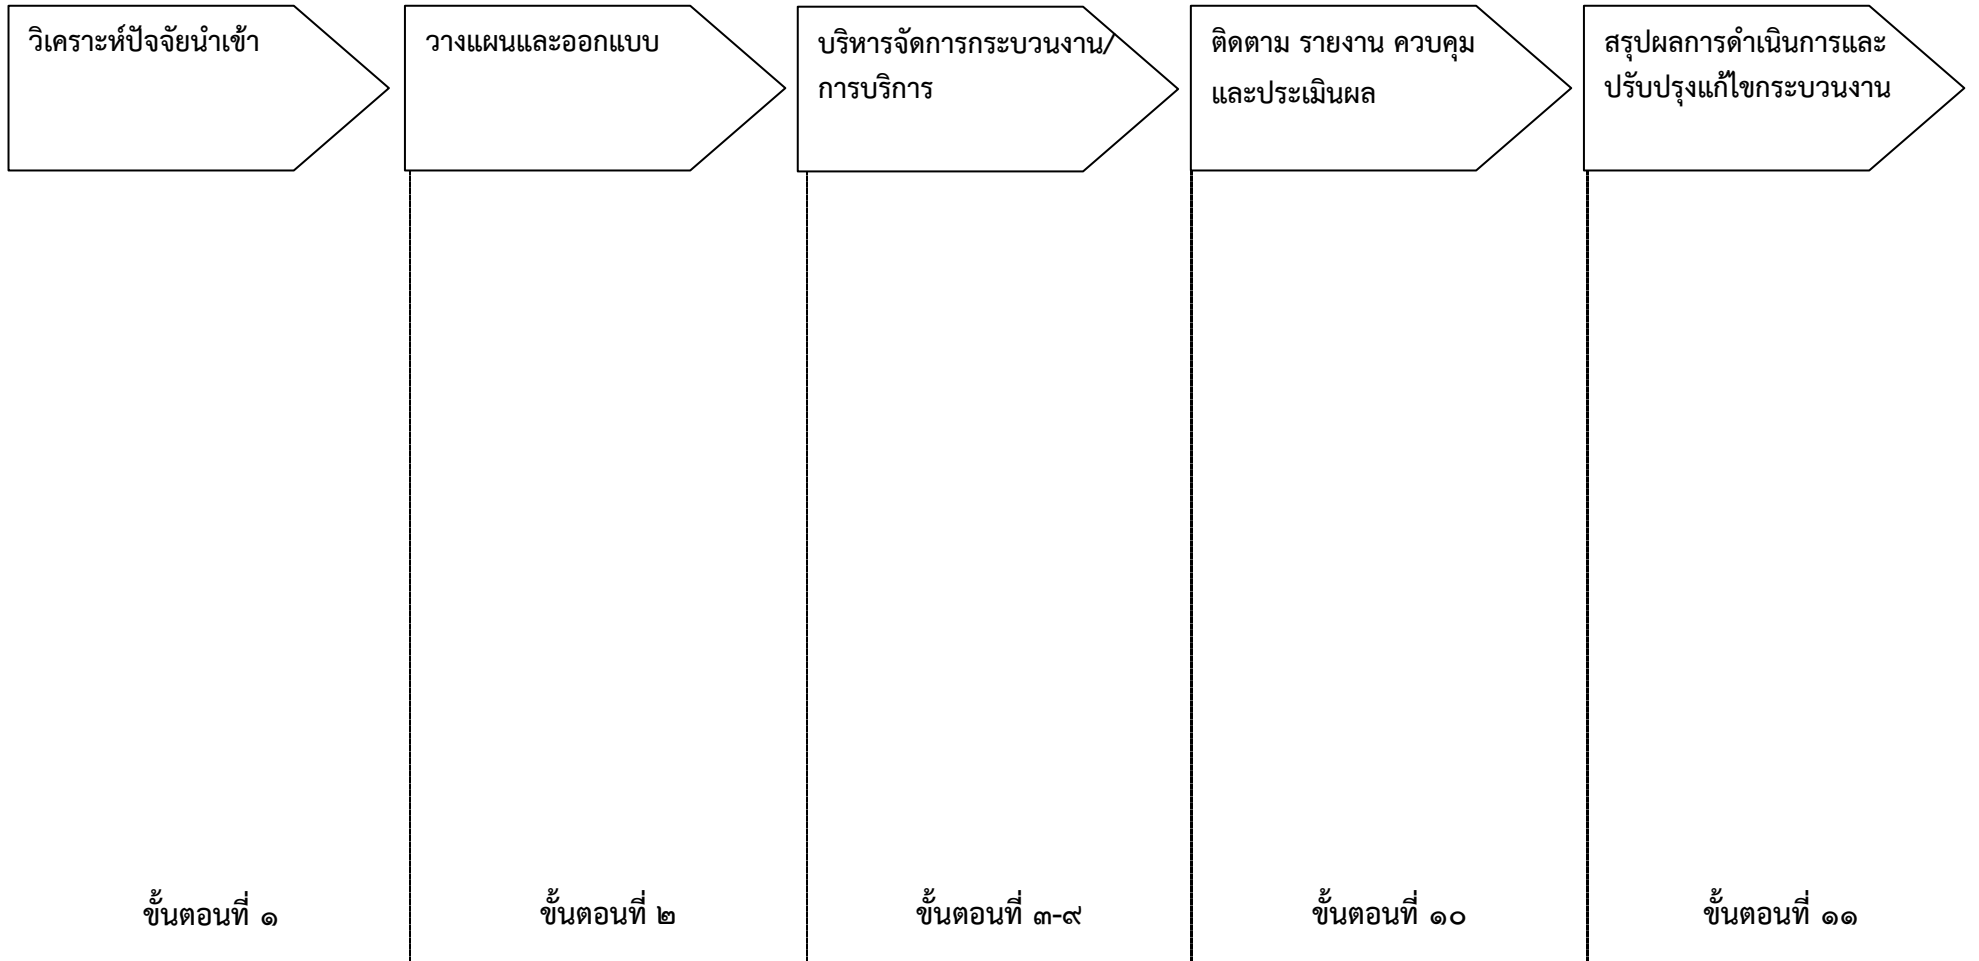 วิเคราะห์ปัจจัยนำเข้า
วางแผนและออกแบบ
บริหารจัดการกระบวนงาน/
การบริการ
ติดตาม รายงาน ควบคุม
และประเมินผล
สรุปผลการดำเนินการและ
ปรับปรุงแก้ไขกระบวนงาน
ขั้นตอนที่ ๑
ขั้นตอนที่ ๒
ขั้นตอนที่ ๓-๙
ขั้นตอนที่ ๑๐
ขั้นตอนที่ ๑๑